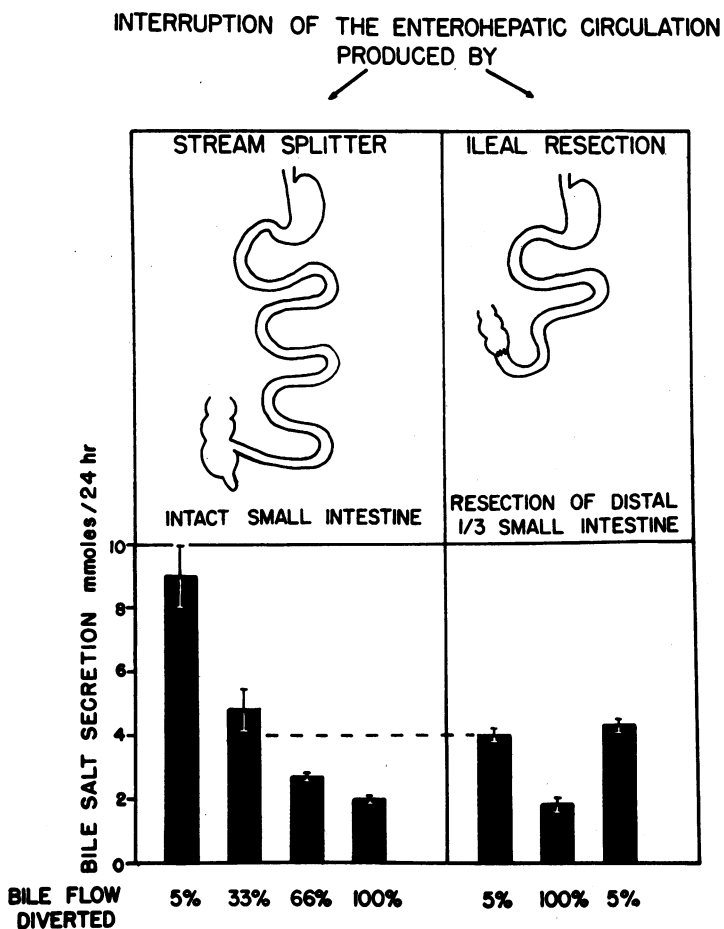 INTERRUPTION OF THE ENTEROHEPATIC CIRCULATION
PRODUCED BY
STREAM SPLITTER
ILEAL RESECTION
INTACT SMALL INTESTINE
RESECTION OF DISTAL
1/3 SMALL INTESTINE
BILE SALT SECRETION mmoles/24 hr
10
8
6
4
2
0
BILE FLOW
DIVERTED
5% 33% 66% 100%
5% 100% 5%